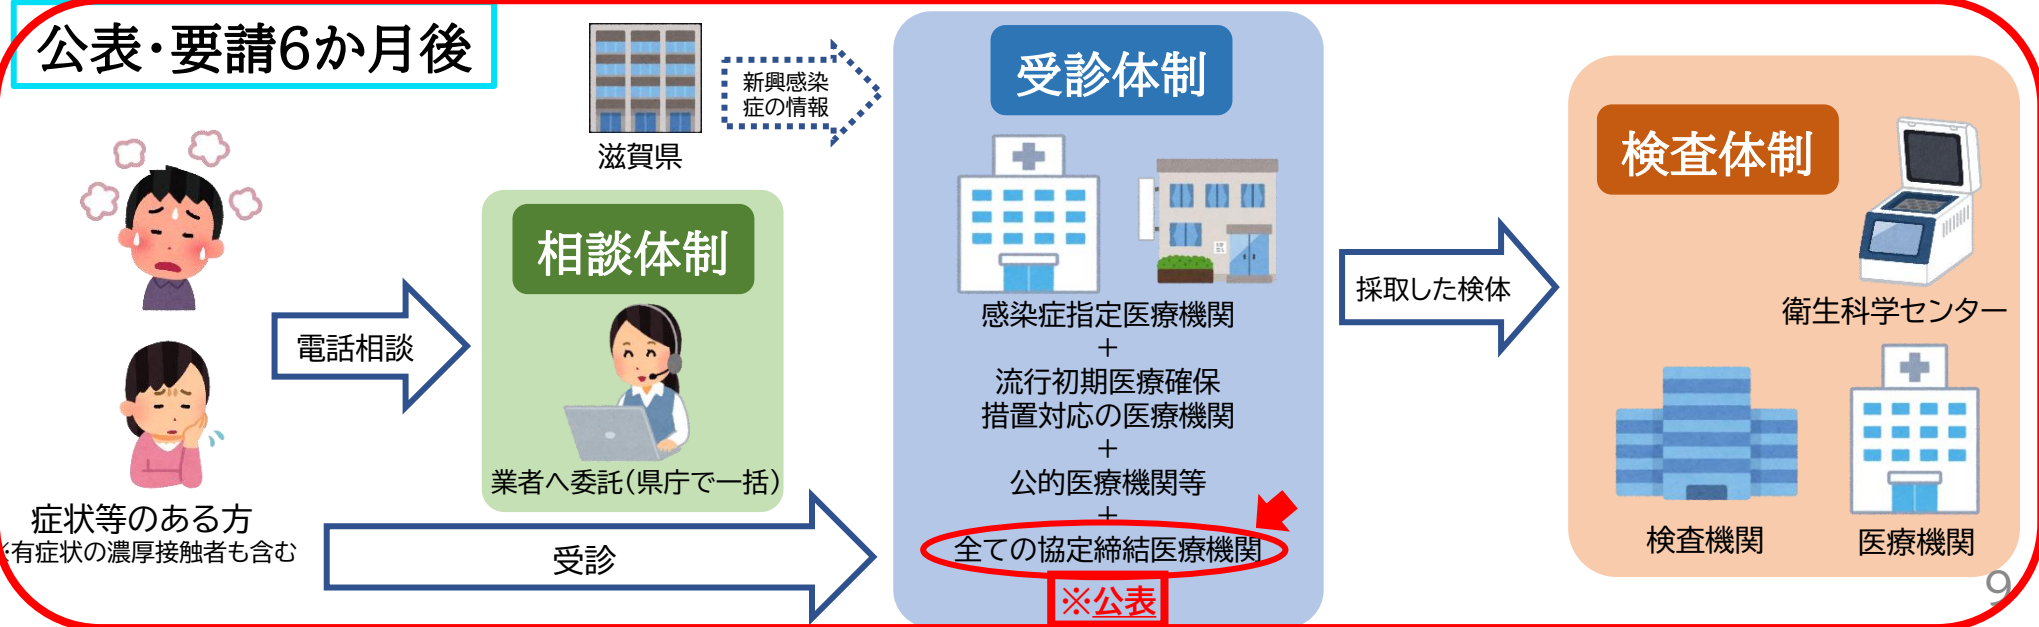 公表・要請6か月後
滋賀県
新興感染
症の情報
症状等のある方
※有症状の濃厚接触者も含む
電話相談
相談体制
業者へ委託(県庁で一括)
受診
受診体制
感染症指定医療機関
+
流行初期医療確保
措置対応の医療機関
+
公的医療機関等
+
全ての協定締結医療機関
※公表
採取した検体
検査体制
衛生科学センター
検査機関
医療機関
9